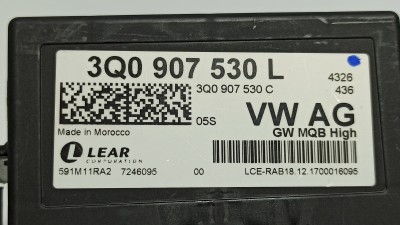 3Q0 907 530 L
3Q0 907 530 C
4326
436
05S
VW AG
GW MQB High
Made in Morocco
LEAR
CORPORATION
591M11RA2 7246095 00 LCE-RAB18.12.1700016095